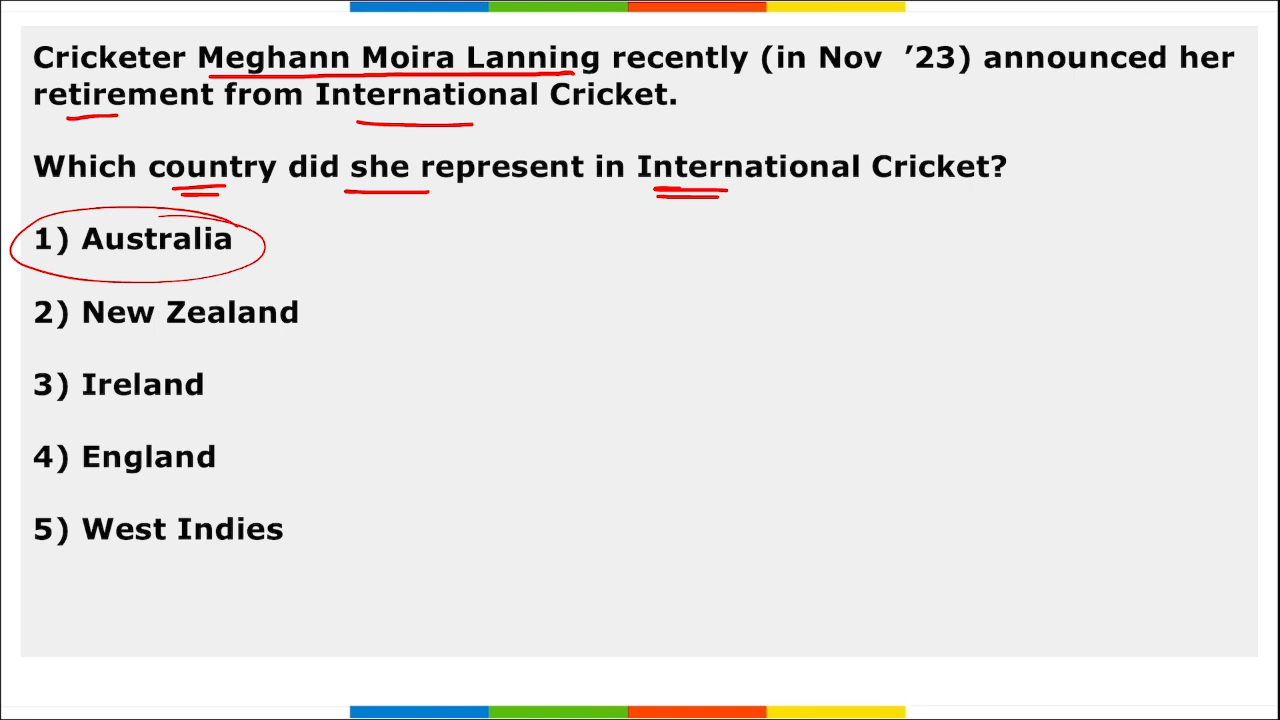 Cricketer Meghann Moira Lanning recently (in Nov ’23) announced her
retirement from International Cricket.
Which country did she represent in International Cricket?
1) Australia
2) New Zealand
3) Ireland
4) England
5) West Indies